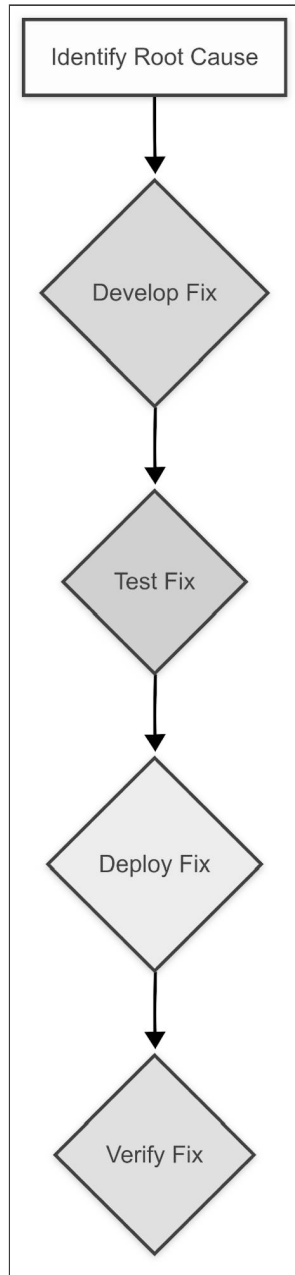 Identify Root Cause
Develop Fix
Test Fix
Deploy Fix
Verify Fix